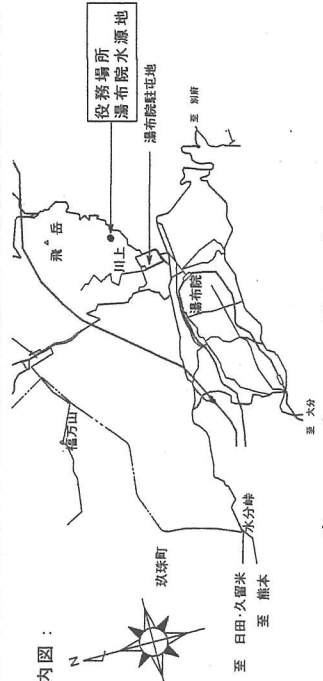 内図：
N
役務場所
湯布院水源地
湯布院駐屯地
至 別府
飛岳
川上
湯布院
福万山
玖珠町
水分峠
至 大分
至 日田・久留米
至 熊本